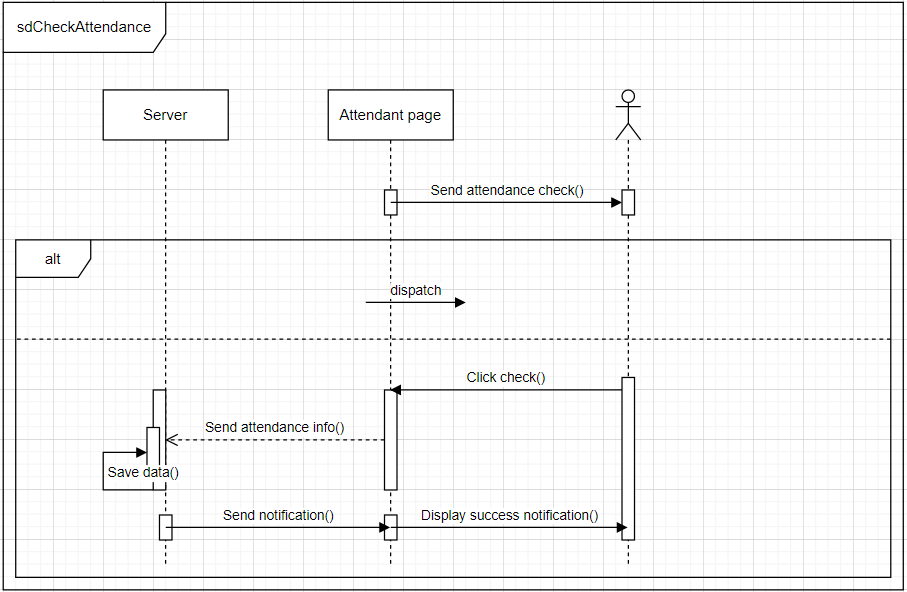 sdCheckAttendance
Server
Attendant page
Send attendance check()
alt
dispatch
Click check()
Send attendance info()
Save data()
Send notification()
Display success notification()